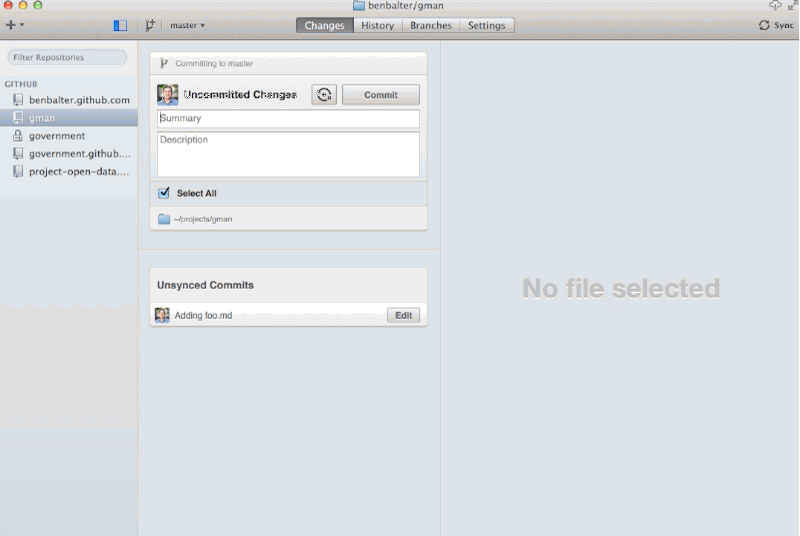 benbalter/gman
master
Changes
History
Branches
Settings
Sync
Filter Repositories
GITHUB
benbalter.github.com
gman
government
government.github....
project-open-data....
Committing to master
Uncommitted Changes
Commit
Summary
Description
Select All
~/projects/gman
Unsynced Commits
Adding foo.md
Edit
No file selected